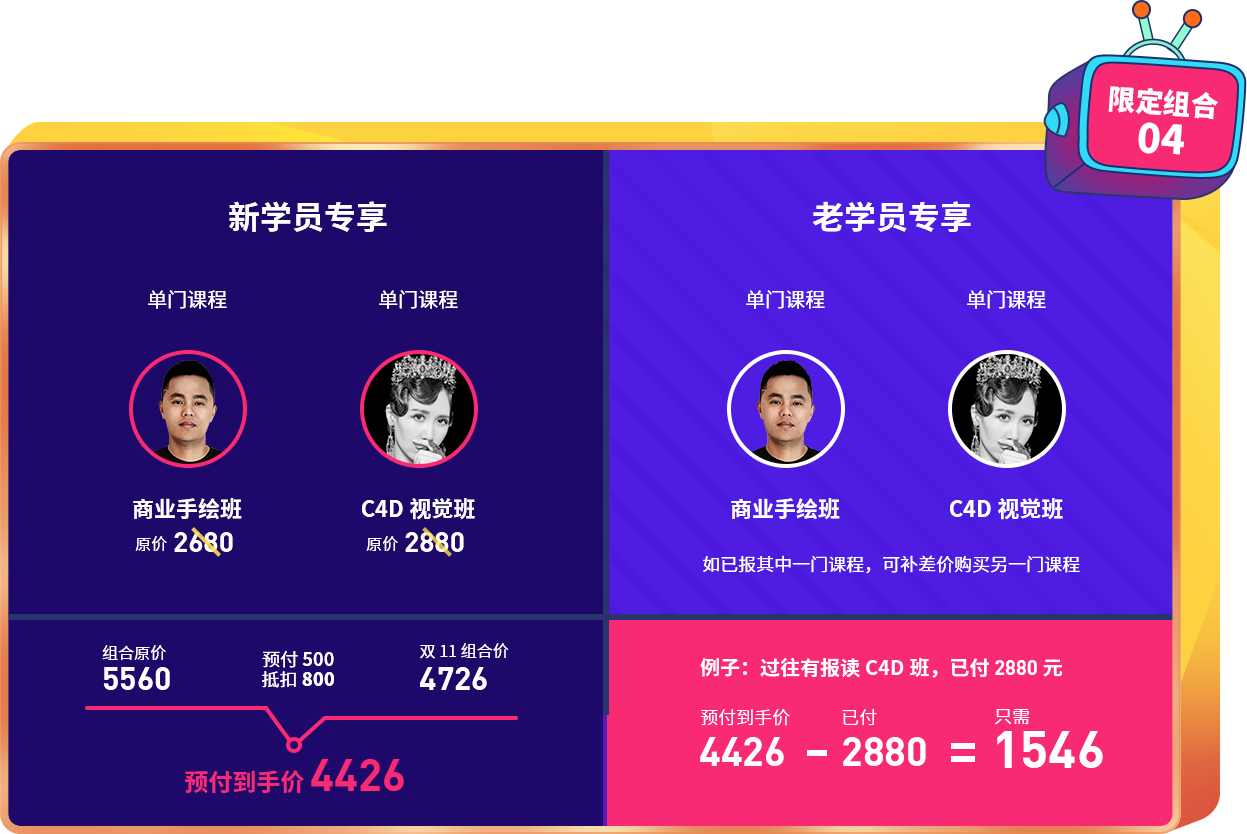 限定组合
04
新学员专享
单门课程
单门课程
商业手绘班
原价 2680
C4D 视觉班
原价 2880
组合原价
5560
预付 500
抵扣 800
双 11 组合价
4726
预付到手价 4426
老学员专享
单门课程
单门课程
商业手绘班
C4D 视觉班
如已报其中一门课程，可补差价购买另一门课程
例子：过往有报读 C4D 班，已付 2880 元
预付到手价
已付
只需
4426 – 2880 = 1546